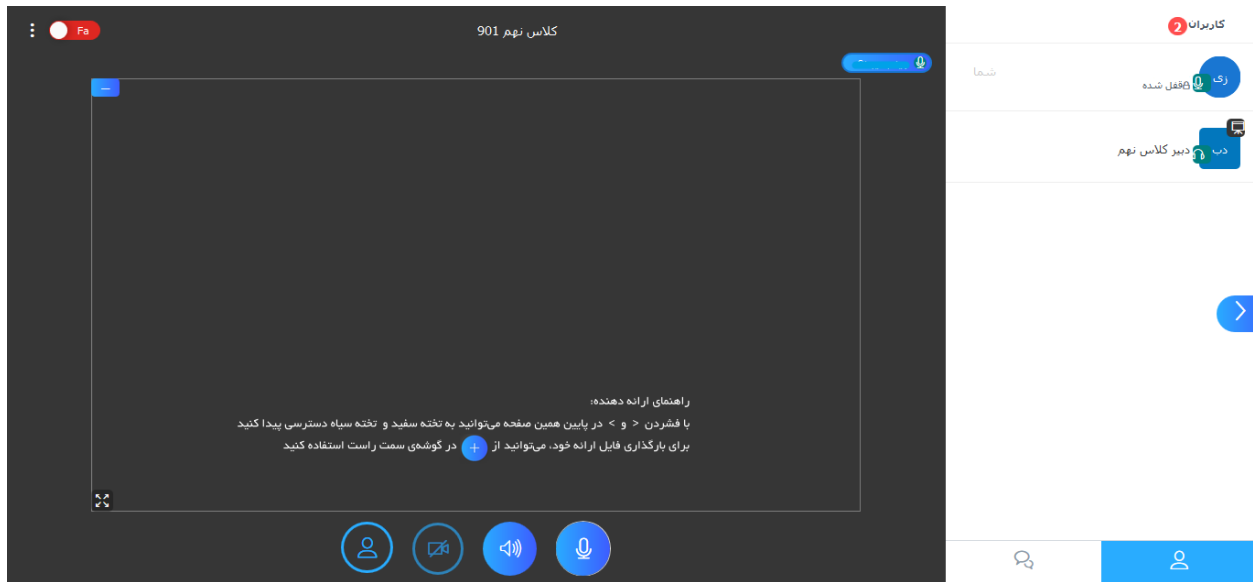 Fa
کلاس نهم 901
کاربران 2
زی
شما
قفل شده
دب
دبیر کلاس نهم
راهنمای ارائه دهنده:
با فشردن < و > در پایین همین صفحه می‌توانید به تخته سفید و تخته سیاه دسترسی پیدا کنید
برای بارگذاری فایل ارائه خود، می‌توانید از + در گوشه‌ی سمت راست استفاده کنید